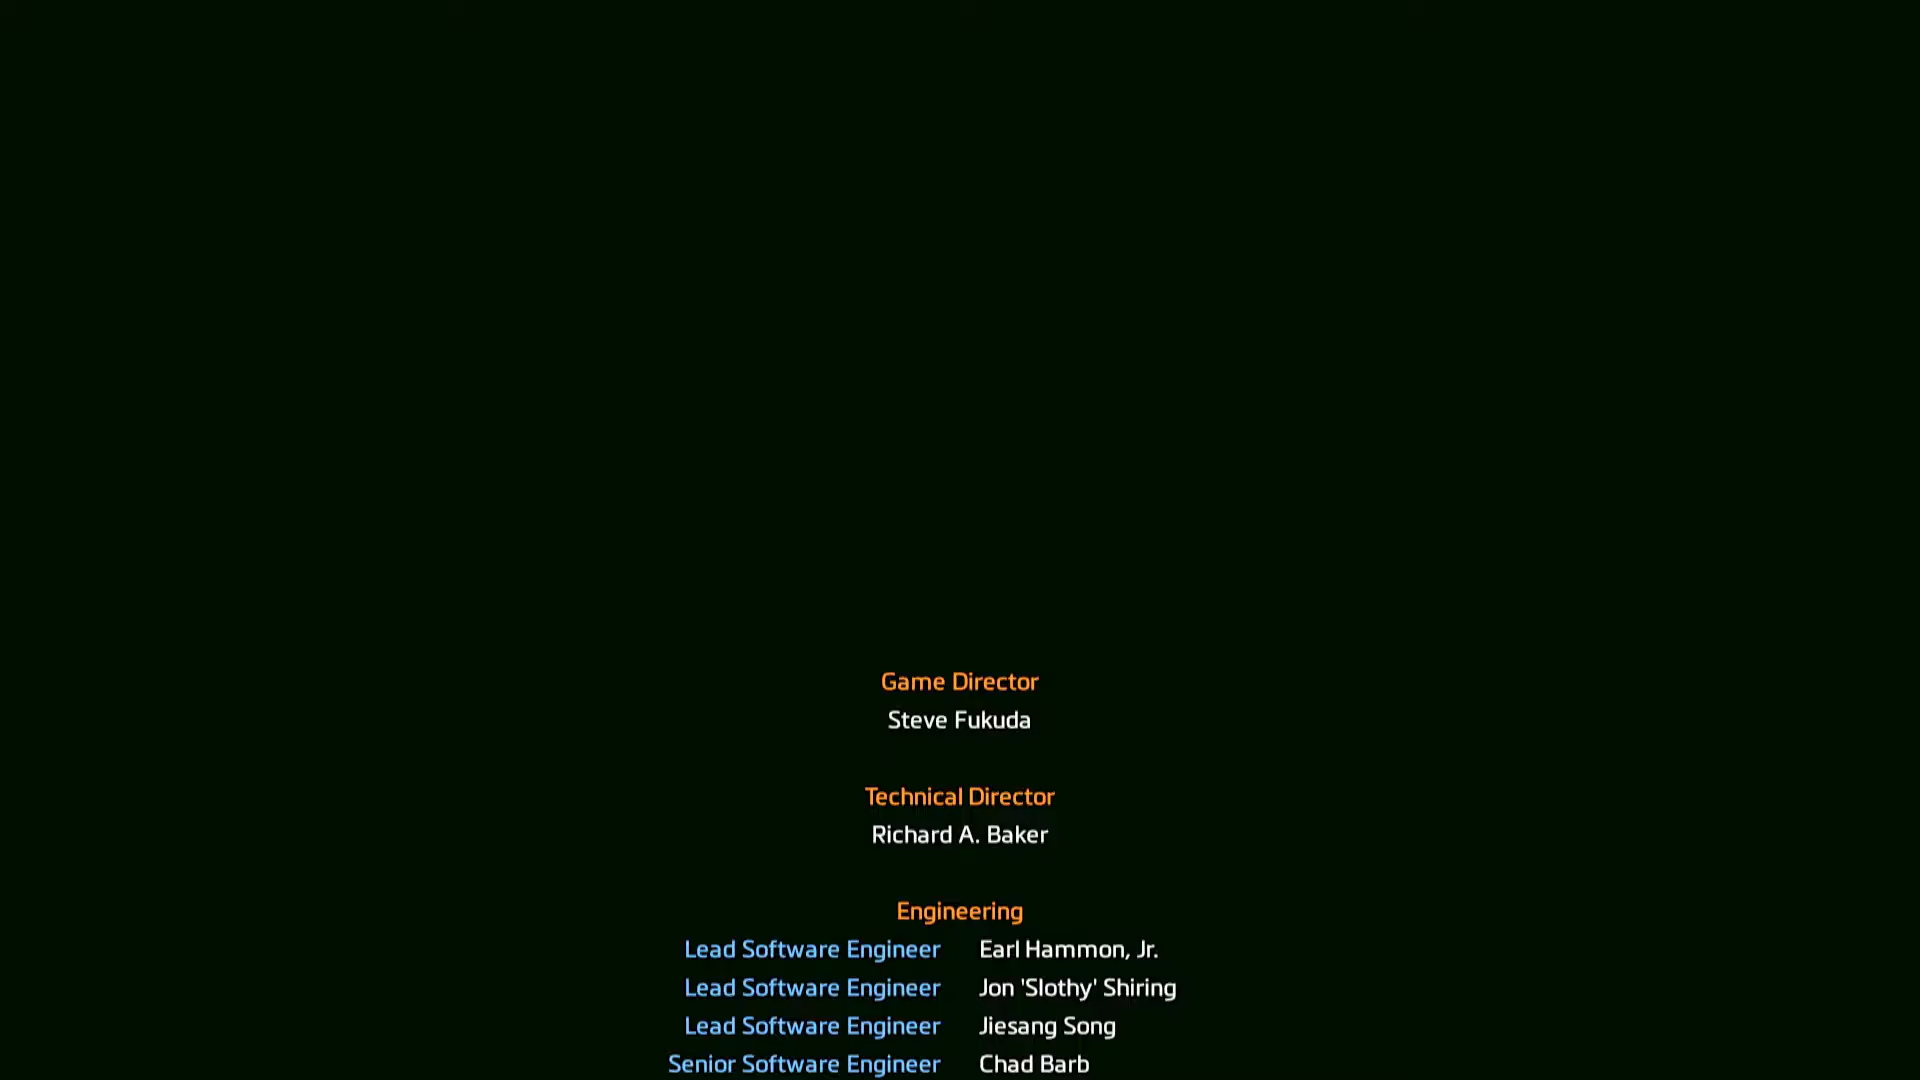 Game Director
Steve Fukuda
Technical Director
Richard A. Baker
Engineering
Lead Software Engineer Earl Hammon, Jr.
Lead Software Engineer Jon 'Slothy' Shiring
Lead Software Engineer Jiesang Song
Senior Software Engineer Chad Barb